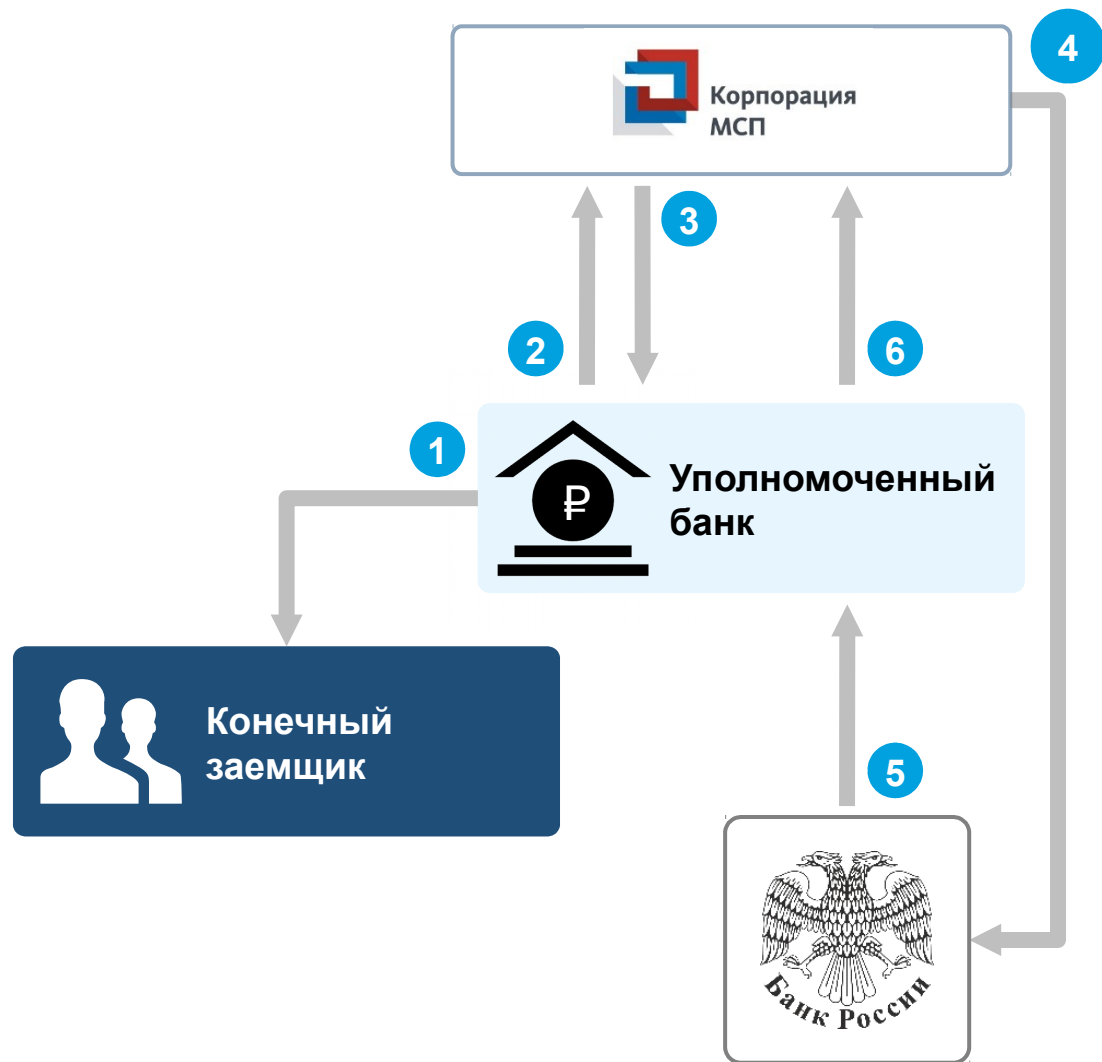 4
Корпорация
МСП
3
2
6
1
Уполномоченный
банк
₽
Конечный
заемщик
5
Банк России